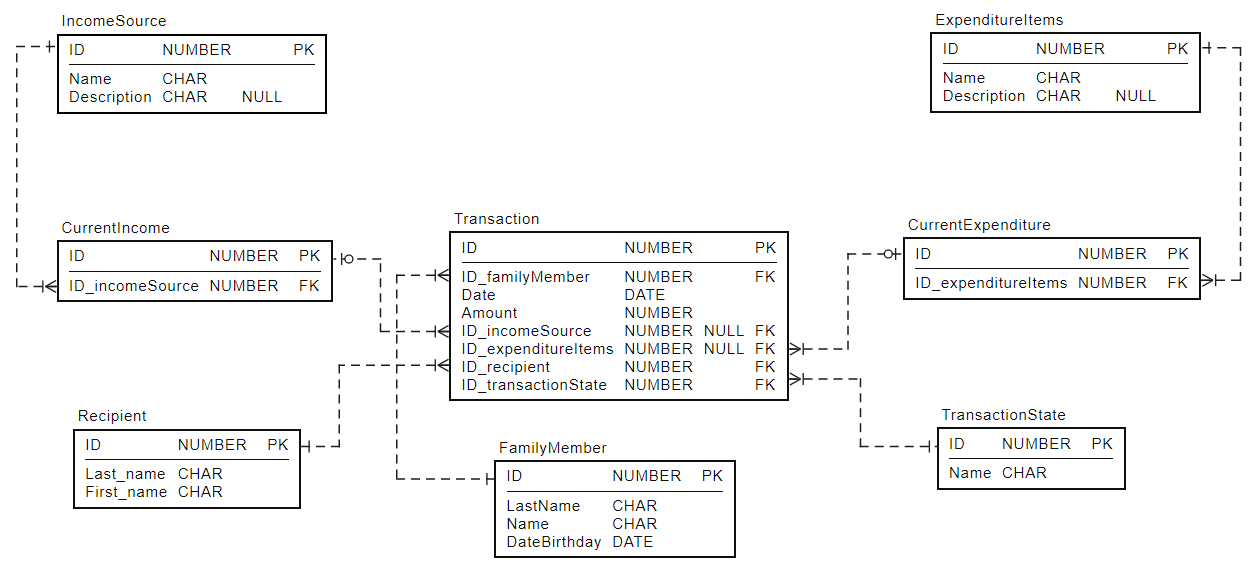 IncomeSource
ID NUMBER PK
Name CHAR
Description CHAR NULL
ExpenditureItems
ID NUMBER PK
Name CHAR
Description CHAR NULL
CurrentIncome
ID NUMBER PK
ID_incomeSource NUMBER FK
Transaction
ID NUMBER PK
ID_familyMember NUMBER FK
Date DATE
Amount NUMBER
ID_incomeSource NUMBER NULL FK
ID_expenditureItems NUMBER NULL FK
ID_recipient NUMBER FK
ID_transactionState NUMBER FK
CurrentExpenditure
ID NUMBER PK
ID_expenditureItems NUMBER FK
Recipient
ID NUMBER PK
Last_name CHAR
First_name CHAR
FamilyMember
ID NUMBER PK
LastName CHAR
Name CHAR
DateBirthday DATE
TransactionState
ID NUMBER PK
Name CHAR